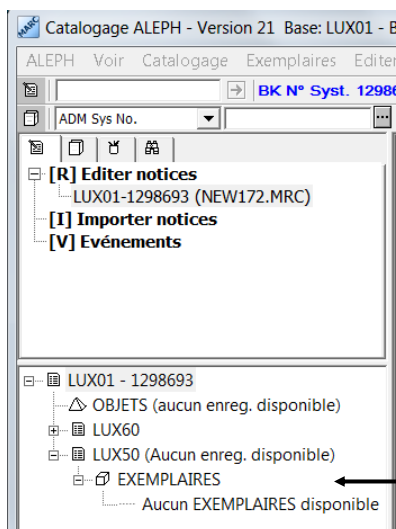 Catalogage ALEPH - Version 21 Base: LUX01 - B
ALEPH Voir Catalogage Exemplaires Editer
BK N° Syst. 12986
ADM Sys No.
[R] Editer notices
LUX01-1298693 (NEW172.MRC)
[I] Importer notices
[V] Evénements
LUX01 - 1298693
OBJETS (aucun enreg. disponible)
LUX60
LUX50 (Aucun enreg. disponible)
EXEMPLAIRES
Aucun EXEMPLAIRES disponible